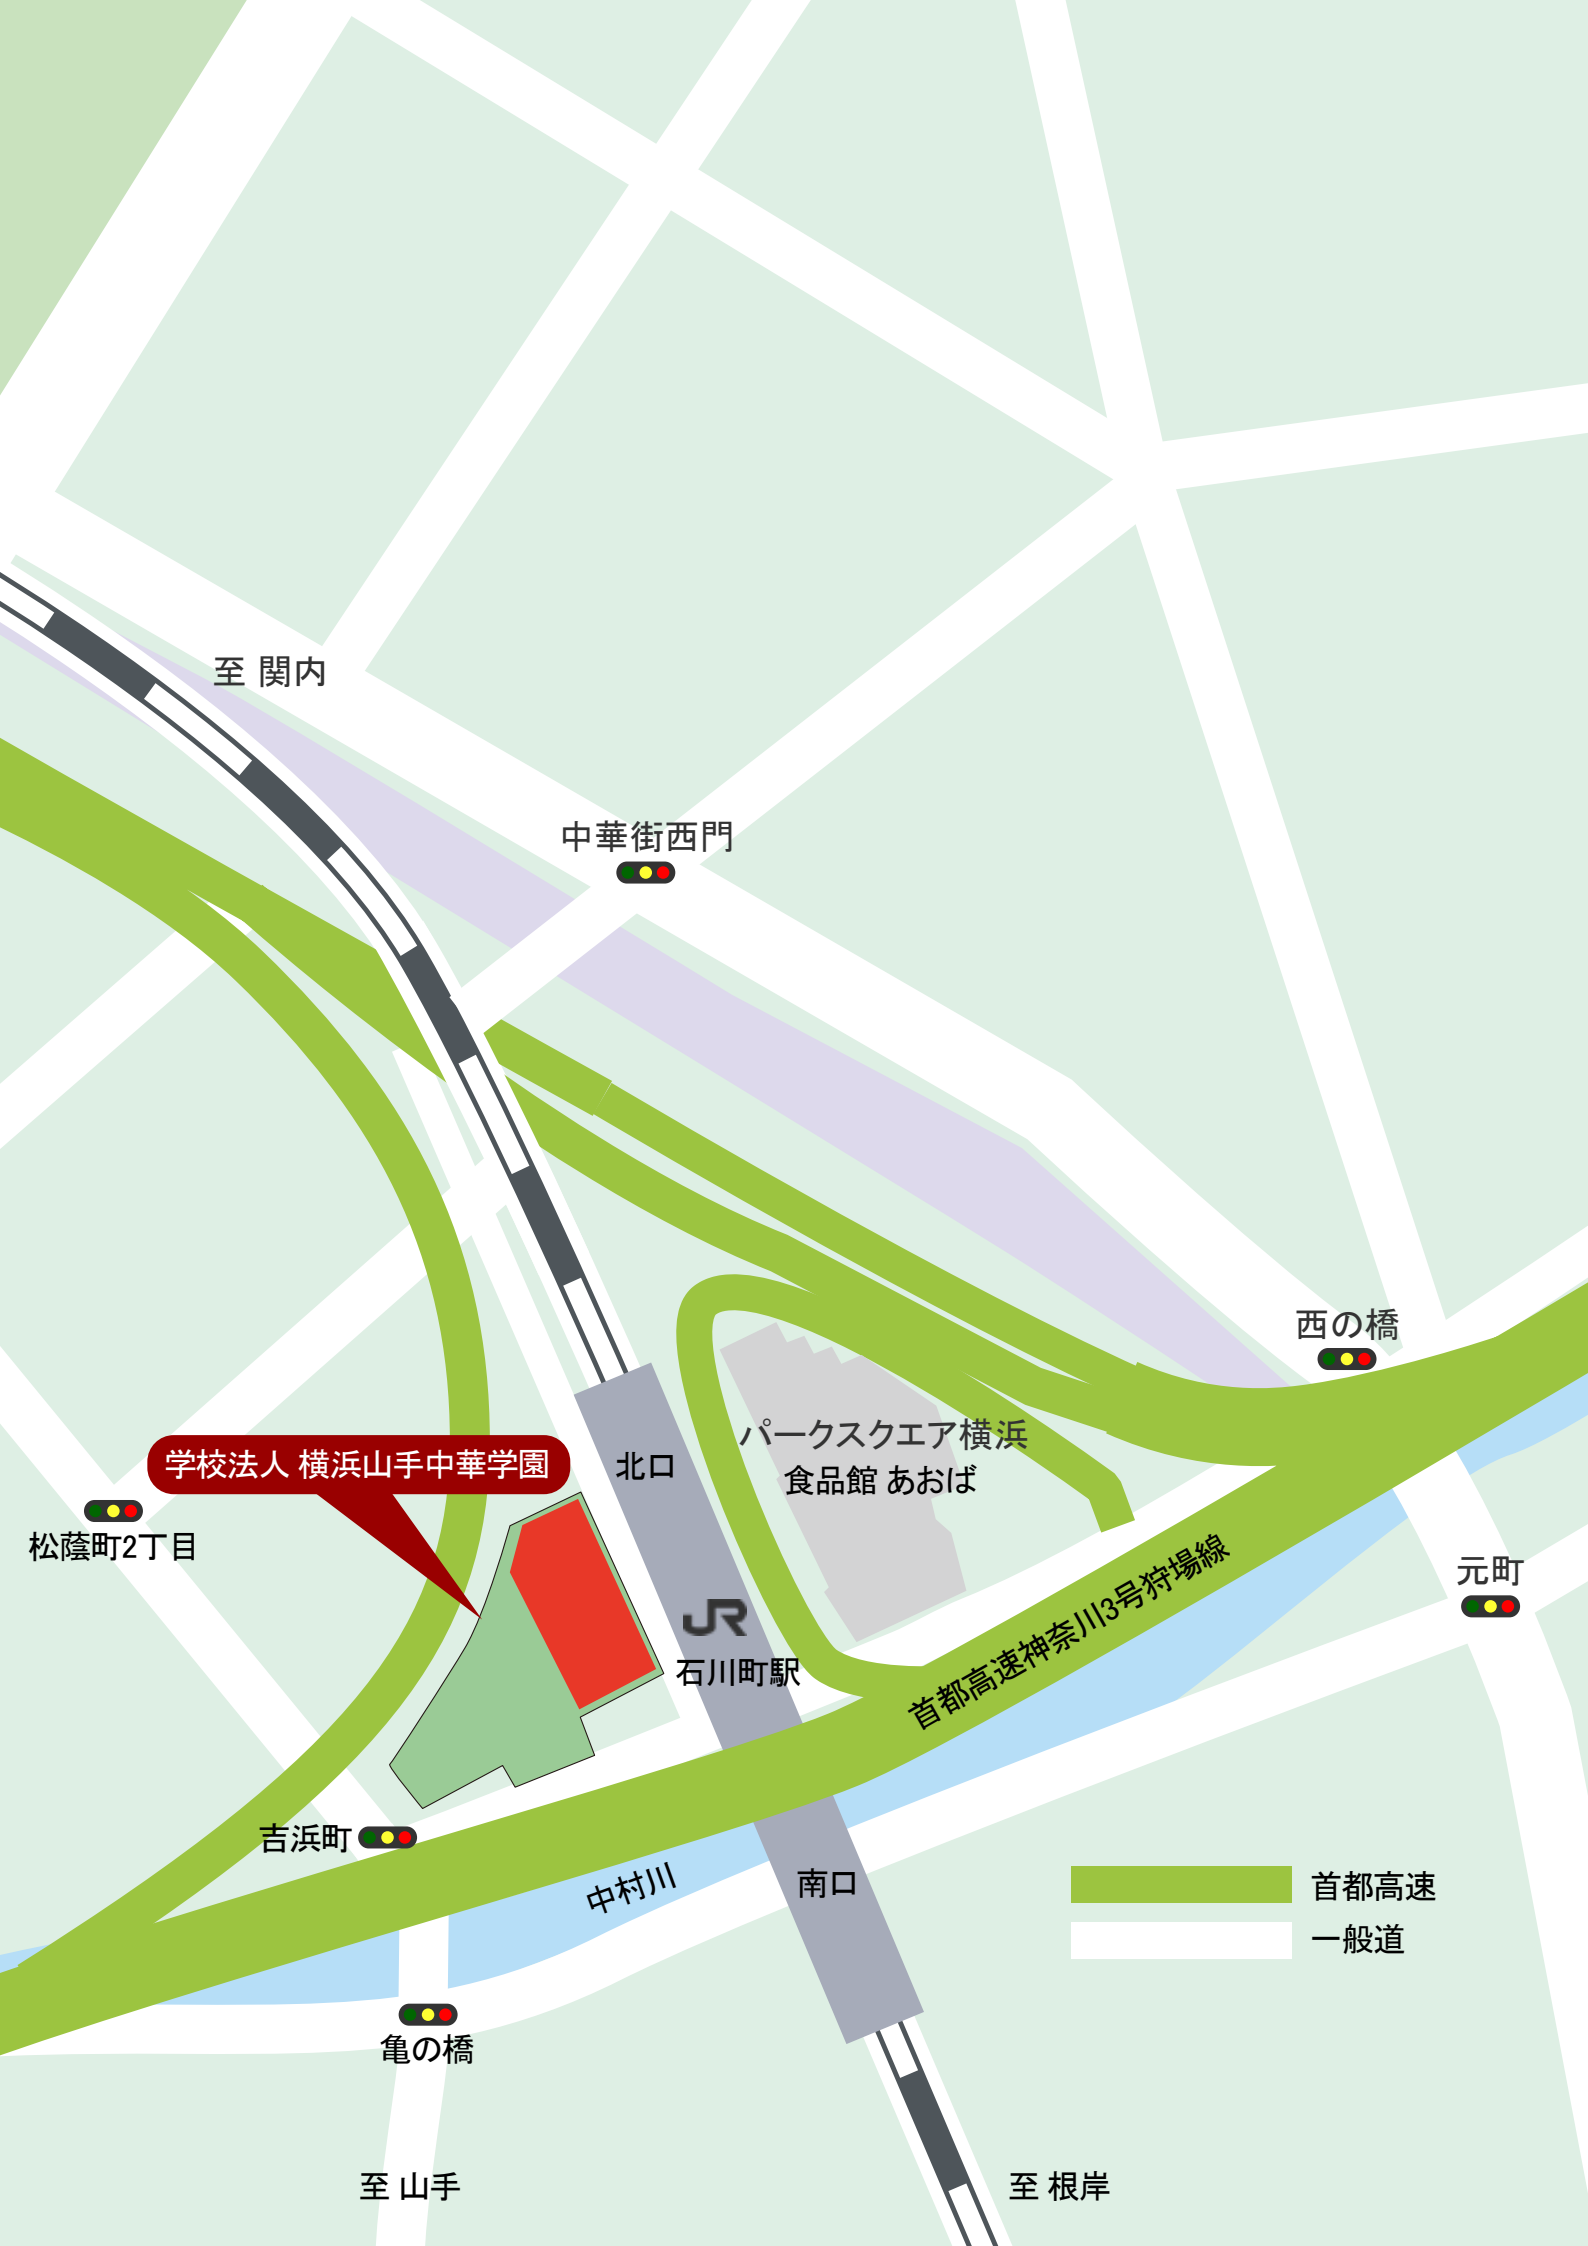 至 関内
中華街西門
西の橋
パークスクエア横浜
食品館 あおば
学校法人 横浜山手中華学園
北口
松蔭町2丁目
元町
首都高速神奈川3号狩場線
JR
石川町駅
吉浜町
中村川
南口
首都高速
一般道
亀の橋
至 山手
至 根岸